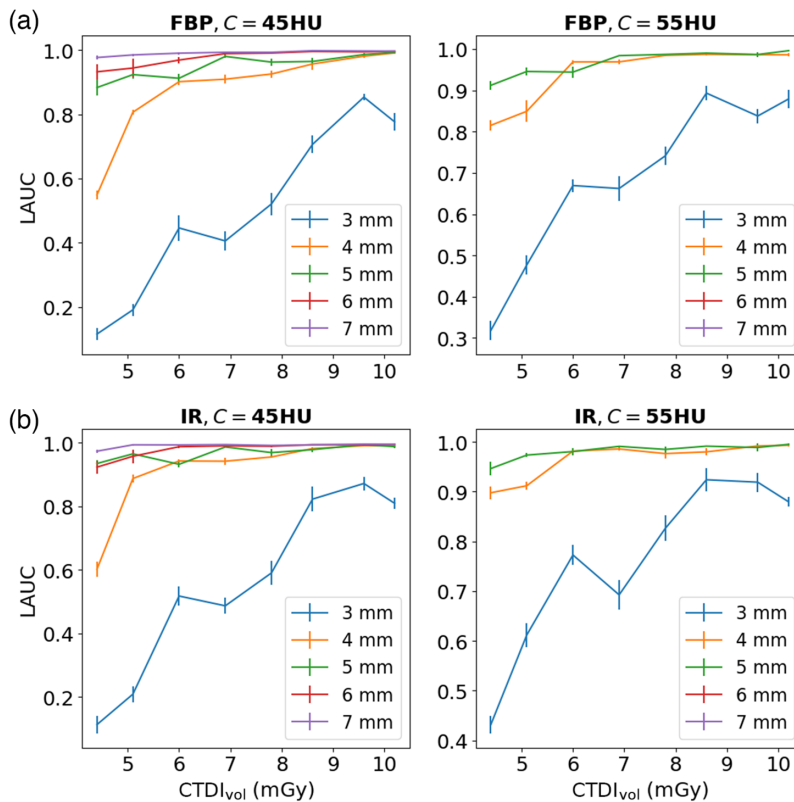 (a)
FBP, C = 45HU
LAUC
1.0
0.8
0.6
0.4
0.2
3 mm
4 mm
5 mm
6 mm
7 mm
5 6 7 8 9 10
FBP, C = 55HU
1.0
0.9
0.8
0.7
0.6
0.5
0.4
0.3
3 mm
4 mm
5 mm
6 mm
7 mm
5 6 7 8 9 10
(b)
IR, C = 45HU
LAUC
1.0
0.8
0.6
0.4
0.2
3 mm
4 mm
5 mm
6 mm
7 mm
5 6 7 8 9 10
CTDIvol (mGy)
IR, C = 55HU
1.0
0.9
0.8
0.7
0.6
0.5
0.4
3 mm
4 mm
5 mm
6 mm
7 mm
5 6 7 8 9 10
CTDIvol (mGy)